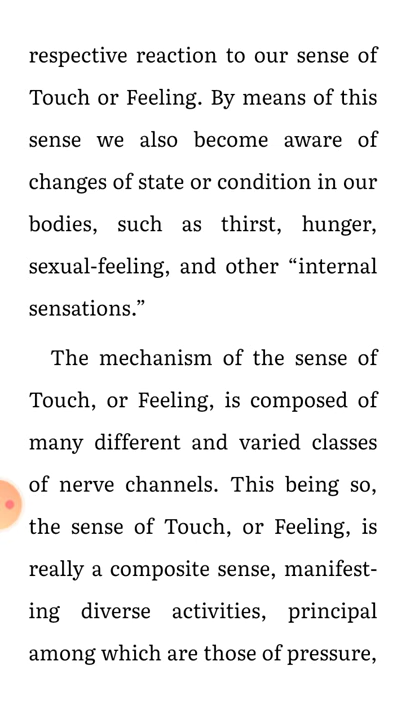 respective reaction to our sense of
Touch or Feeling. By means of this
sense we also become aware of
changes of state or condition in our
bodies, such as thirst, hunger,
sexual-feeling, and other “internal
sensations.”
The mechanism of the sense of
Touch, or Feeling, is composed of
many different and varied classes
of nerve channels. This being so,
the sense of Touch, or Feeling, is
really a composite sense, manifest-
ing diverse activities, principal
among which are those of pressure,